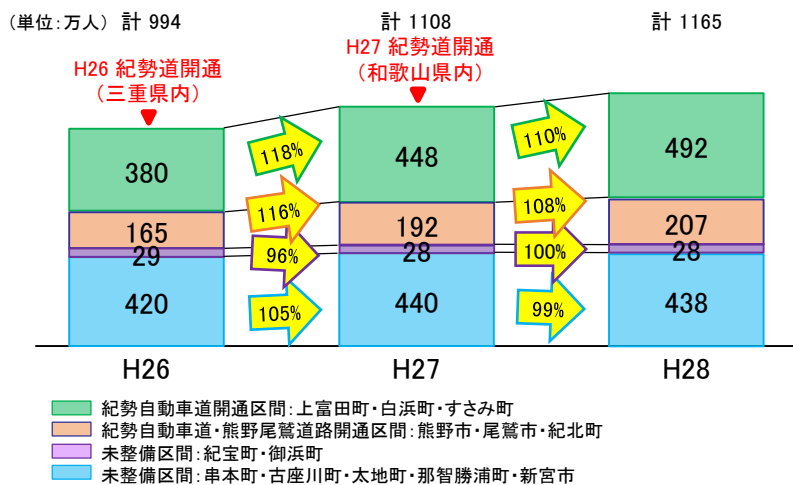 (単位:万人) 計 994 計 1108 計 1165
H26 紀勢道開通
(三重県内)
H27 紀勢道開通
(和歌山県内)
380 118% 448 110% 492
165 116% 192 108% 207
29 96% 28 100% 28
420 105% 440 99% 438
H26 H27 H28
紀勢自動車道開通区間:上富田町・白浜町・すさみ町
紀勢自動車道・熊野尾鷲道路開通区間:熊野市・尾鷲市・紀北町
未整備区間:紀宝町・御浜町
未整備区間:串本町・古座川町・太地町・那智勝浦町・新宮市